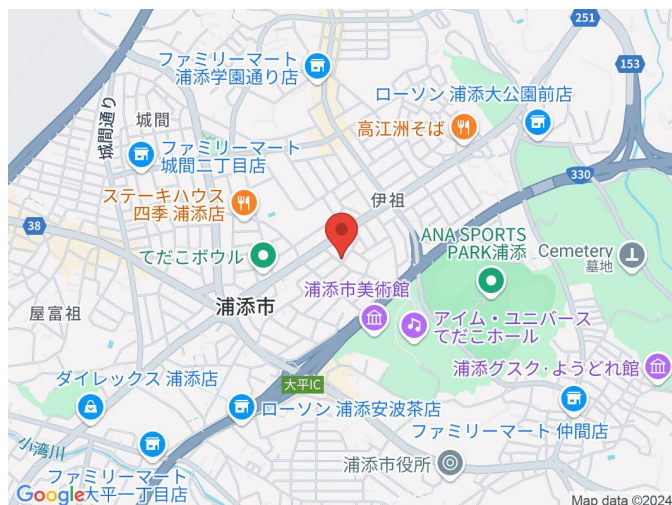 251
153
ファミリーマート
浦添学園通り店
ローソン 浦添大公園前店
城間通り
城間
高江洲そば
ファミリーマート
城間二丁目店
330
伊祖
ステーキハウス
四季 浦添店
38
ANA SPORTS
PARK浦添
Cemetery
墓地
てだこボウル
浦添市美術館
浦添市
屋富祖
アイム・ユニバース
てだこホール
浦添グスク・ようどれ館
ダイレックス 浦添店
大平IC
ローソン 浦添安波茶店
ファミリーマート 仲間店
小湾川
浦添市役所
ファミリーマート
大平一丁目店
Google
Map data ©2024